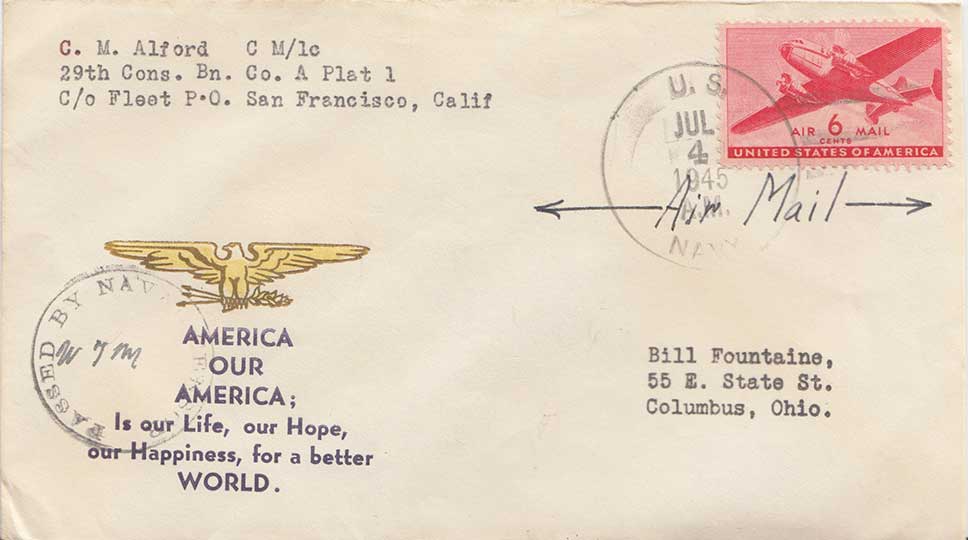 C. M. Alford C M/1c
29th Cons. Bn. Co. A Plat 1
C/o Fleet P.O. San Francisco, Calif
U. S.
JUL
4
1945
A.M.
NAVY
AIR 6 MAIL
CENTS
UNITED STATES OF AMERICA
Air Mail
PASSED BY NAVAL
W J M
AMERICA
OUR
AMERICA;
Is our Life, our Hope,
our Happiness, for a better
WORLD.
Bill Fountaine,
55 E. State St.
Columbus, Ohio.